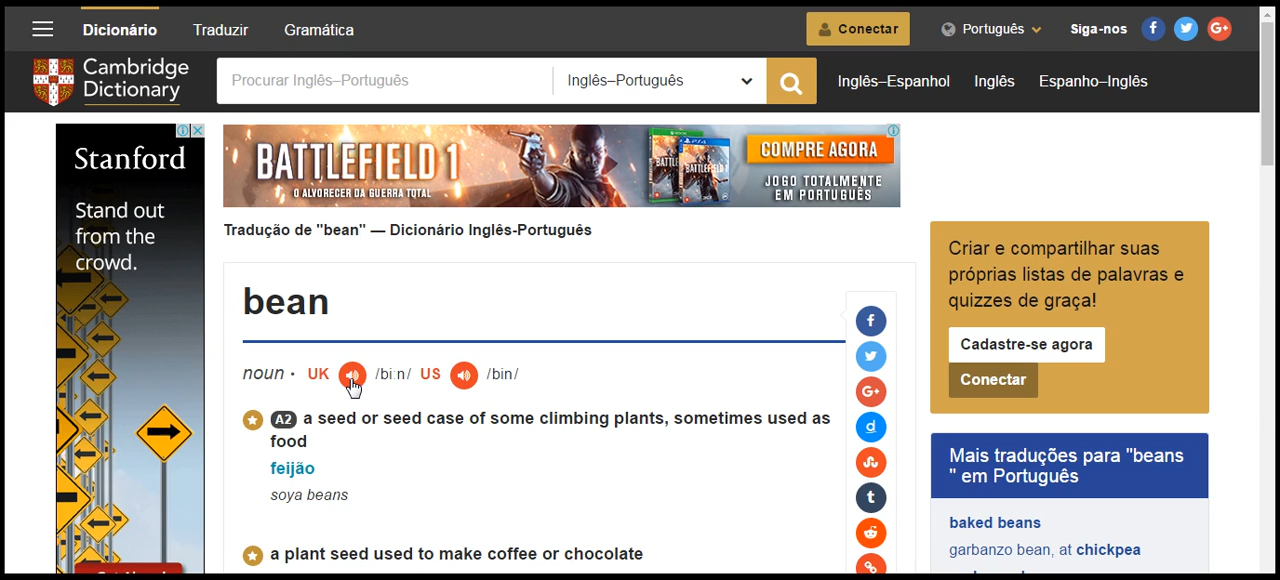 Dicionário Traduzir Gramática Conectar Português Siga-nos
Cambridge
Dictionary
Procurar Inglês–Português Inglês–Português Inglês–Espanhol Inglês Espanho–Inglês
Stanford
Stand out
from the
crowd.
BATTLEFIELD 1
O ALVORECER DA GUERRA TOTAL
COMPRE AGORA
JOGO TOTALMENTE
EM PORTUGUÊS
Tradução de "bean" — Dicionário Inglês-Português
bean
noun · UK /biːn/ US /bin/
A2 a seed or seed case of some climbing plants, sometimes used as
food
feijão
soya beans
a plant seed used to make coffee or chocolate
Criar e compartilhar suas
próprias listas de palavras e
quizzes de graça!
Cadastre-se agora
Conectar
Mais traduções para "beans
" em Português
baked beans
garbanzo bean, at chickpea